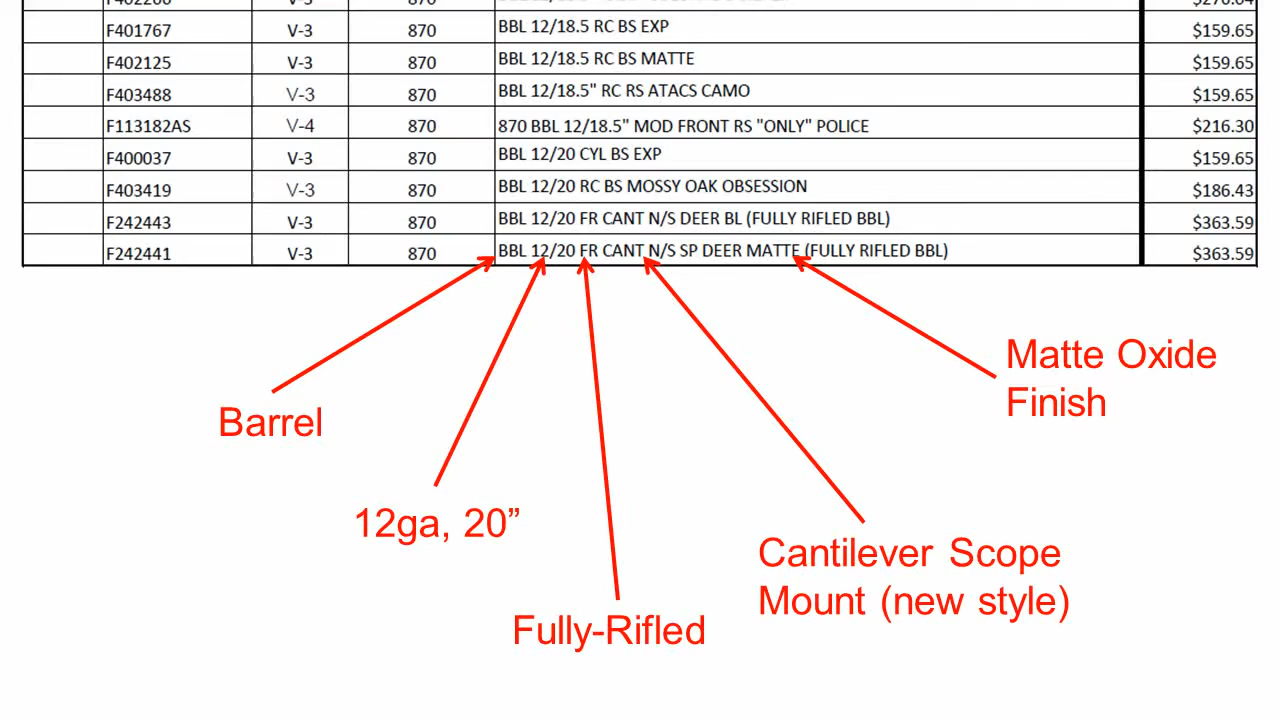 F401767 V-3 870 BBL 12/18.5 RC BS EXP $159.65
F402125 V-3 870 BBL 12/18.5 RC BS MATTE $159.65
F403488 V-3 870 BBL 12/18.5" RC RS ATACS CAMO $159.65
F113182AS V-4 870 870 BBL 12/18.5" MOD FRONT RS "ONLY" POLICE $216.30
F400037 V-3 870 BBL 12/20 CYL BS EXP $159.65
F403419 V-3 870 BBL 12/20 RC BS MOSSY OAK OBSESSION $186.43
F242443 V-3 870 BBL 12/20 FR CANT N/S DEER BL (FULLY RIFLED BBL) $363.59
F242441 V-3 870 BBL 12/20 FR CANT N/S SP DEER MATTE (FULLY RIFLED BBL) $363.59
Matte Oxide
Finish
Barrel
12ga, 20”
Cantilever Scope
Mount (new style)
Fully-Rifled